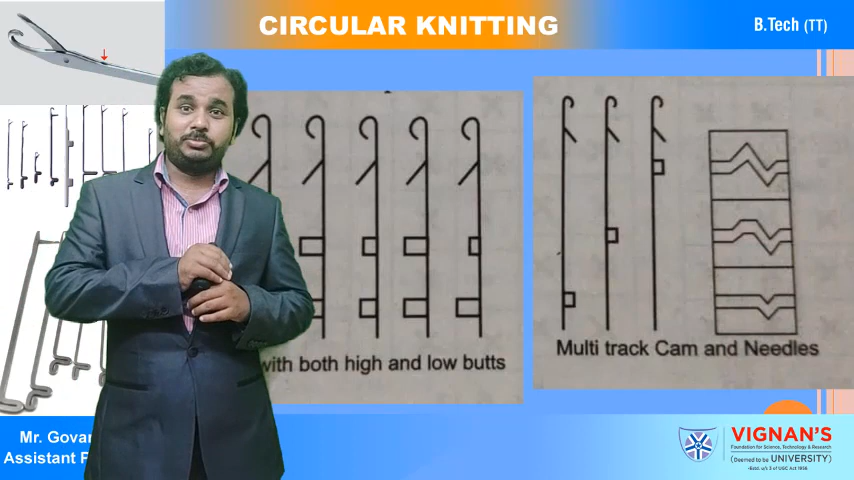 CIRCULAR KNITTING
B.Tech (TT)
with both high and low butts
Multi track Cam and Needles
Mr. Govar
Assistant P
VIGNAN'S
Foundation for Science, Technology & Research
(Deemed to be UNIVERSITY)
-Estd. u/s 3 of UGC Act 1956